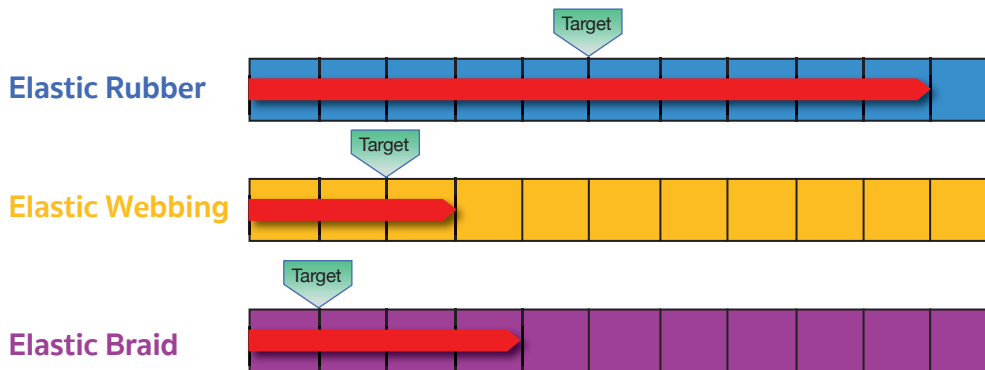 Target
Elastic Rubber
Target
Elastic Webbing
Target
Elastic Braid